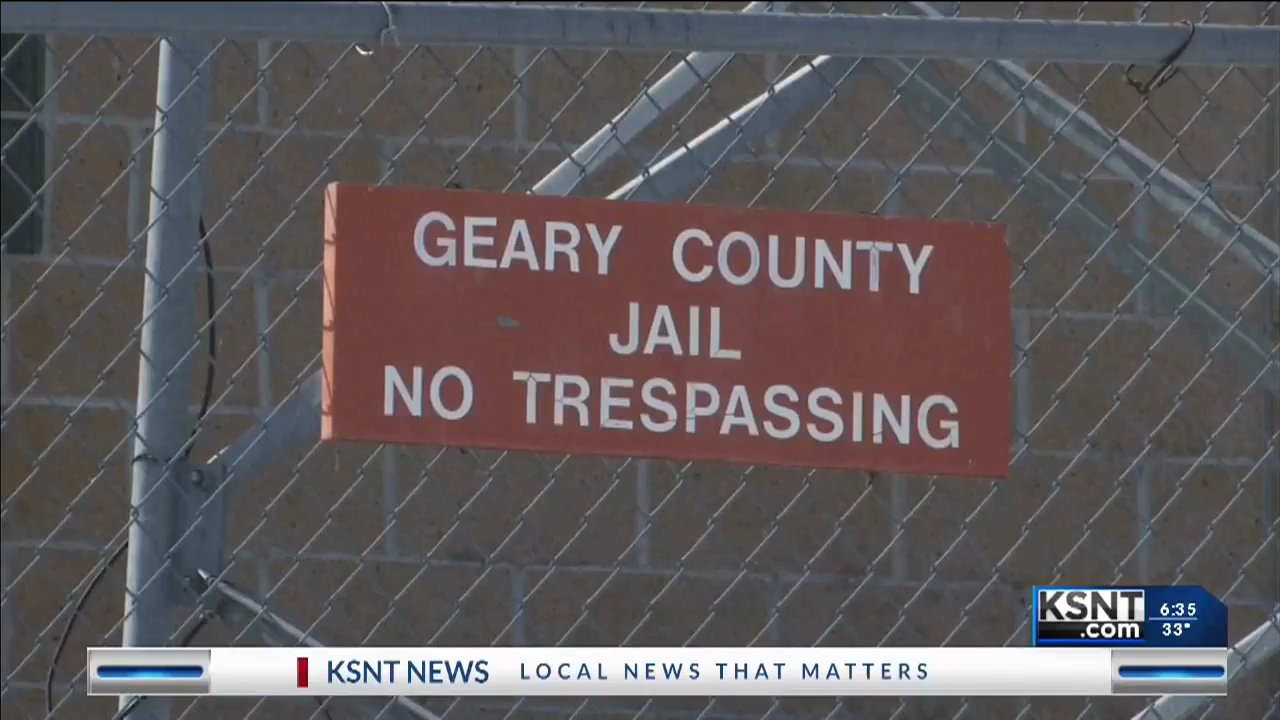 GEARY COUNTY
JAIL
NO TRESPASSING
KSNT
.com
6:35
33°
KSNT NEWS LOCAL NEWS THAT MATTERS